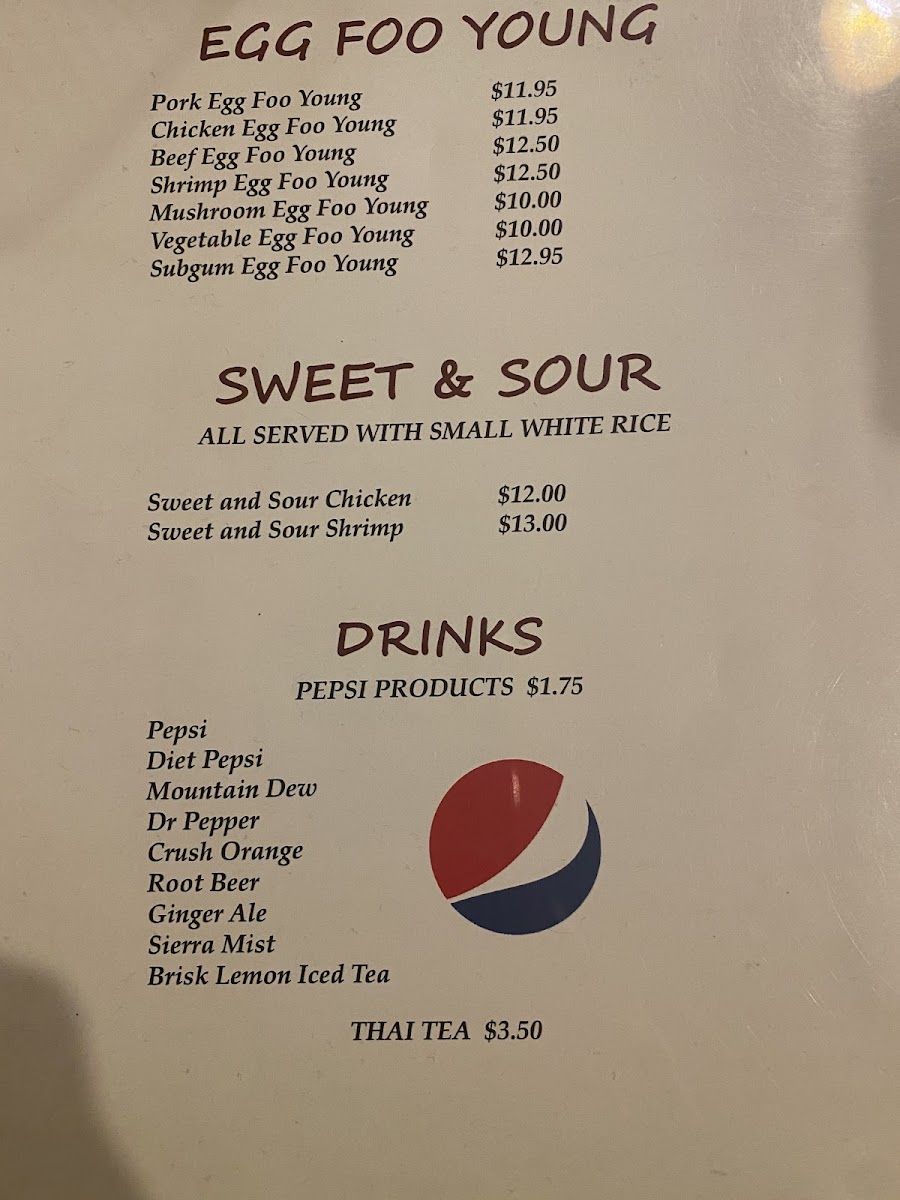 EGG FOO YOUNG
Pork Egg Foo Young $11.95
Chicken Egg Foo Young $11.95
Beef Egg Foo Young $12.50
Shrimp Egg Foo Young $12.50
Mushroom Egg Foo Young $10.00
Vegetable Egg Foo Young $10.00
Subgum Egg Foo Young $12.95
SWEET & SOUR
ALL SERVED WITH SMALL WHITE RICE
Sweet and Sour Chicken $12.00
Sweet and Sour Shrimp $13.00
DRINKS
PEPSI PRODUCTS $1.75
Pepsi
Diet Pepsi
Mountain Dew
Dr Pepper
Crush Orange
Root Beer
Ginger Ale
Sierra Mist
Brisk Lemon Iced Tea
THAI TEA $3.50